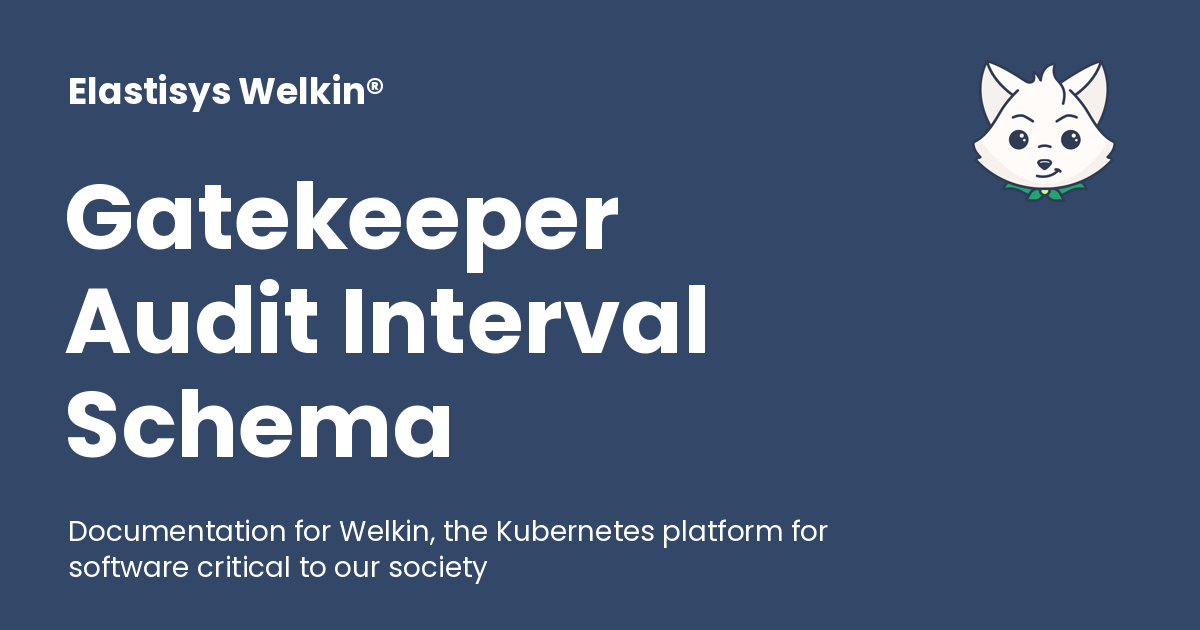 Elastisys Welkin®
Gatekeeper
Audit Interval
Schema
Documentation for Welkin, the Kubernetes platform for
software critical to our society